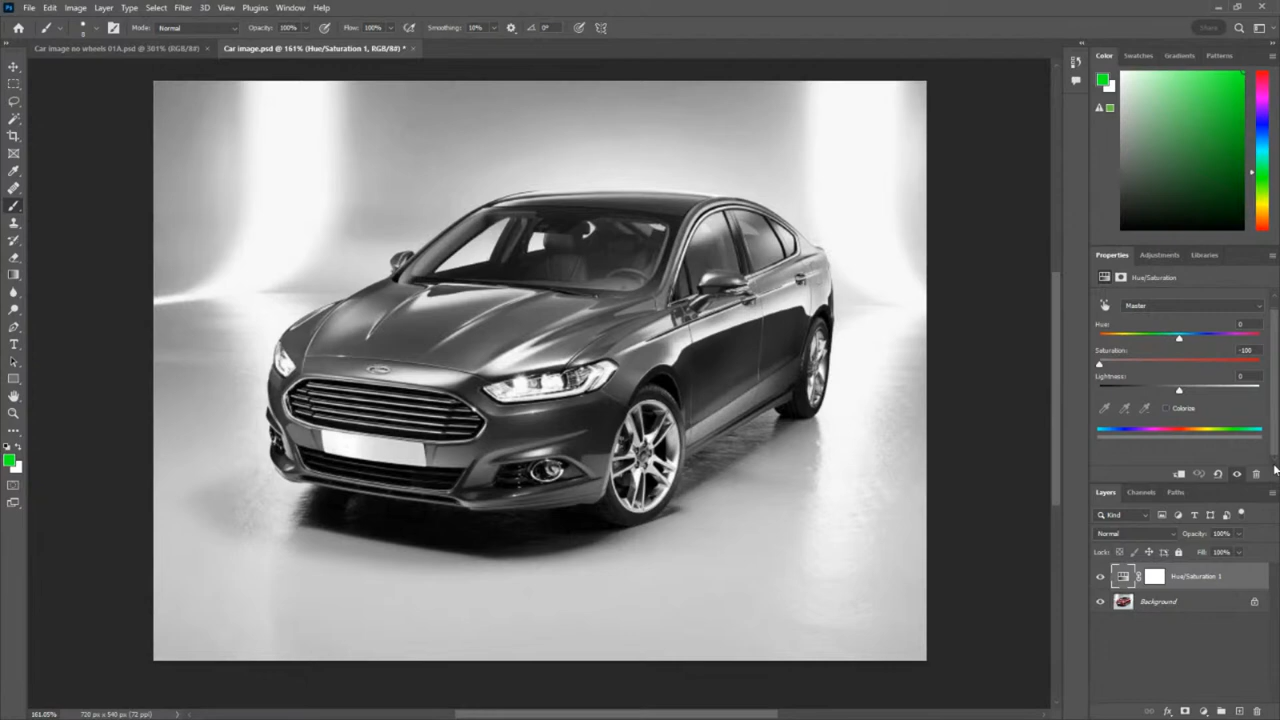 Ps File Edit Image Layer Type Select Filter 3D View Plugins Window Help
Mode: Normal Opacity: 100% Flow: 100% Smoothing: 10% 0° Share
Car image no wheels 01A.psd @ 301% (RGB/8#) × Car image.psd @ 161% (Hue/Saturation 1, RGB/8#) * ×
Color Swatches Gradients Patterns
Properties Adjustments Libraries
Hue/Saturation
Master
Hue: 0
Saturation: -100
Lightness: 0
Colorize
Layers Channels Paths
Kind
Normal Opacity: 100%
Lock: Fill: 100%
Hue/Saturation 1
Background
161.05% 720 px x 540 px (72 ppi)